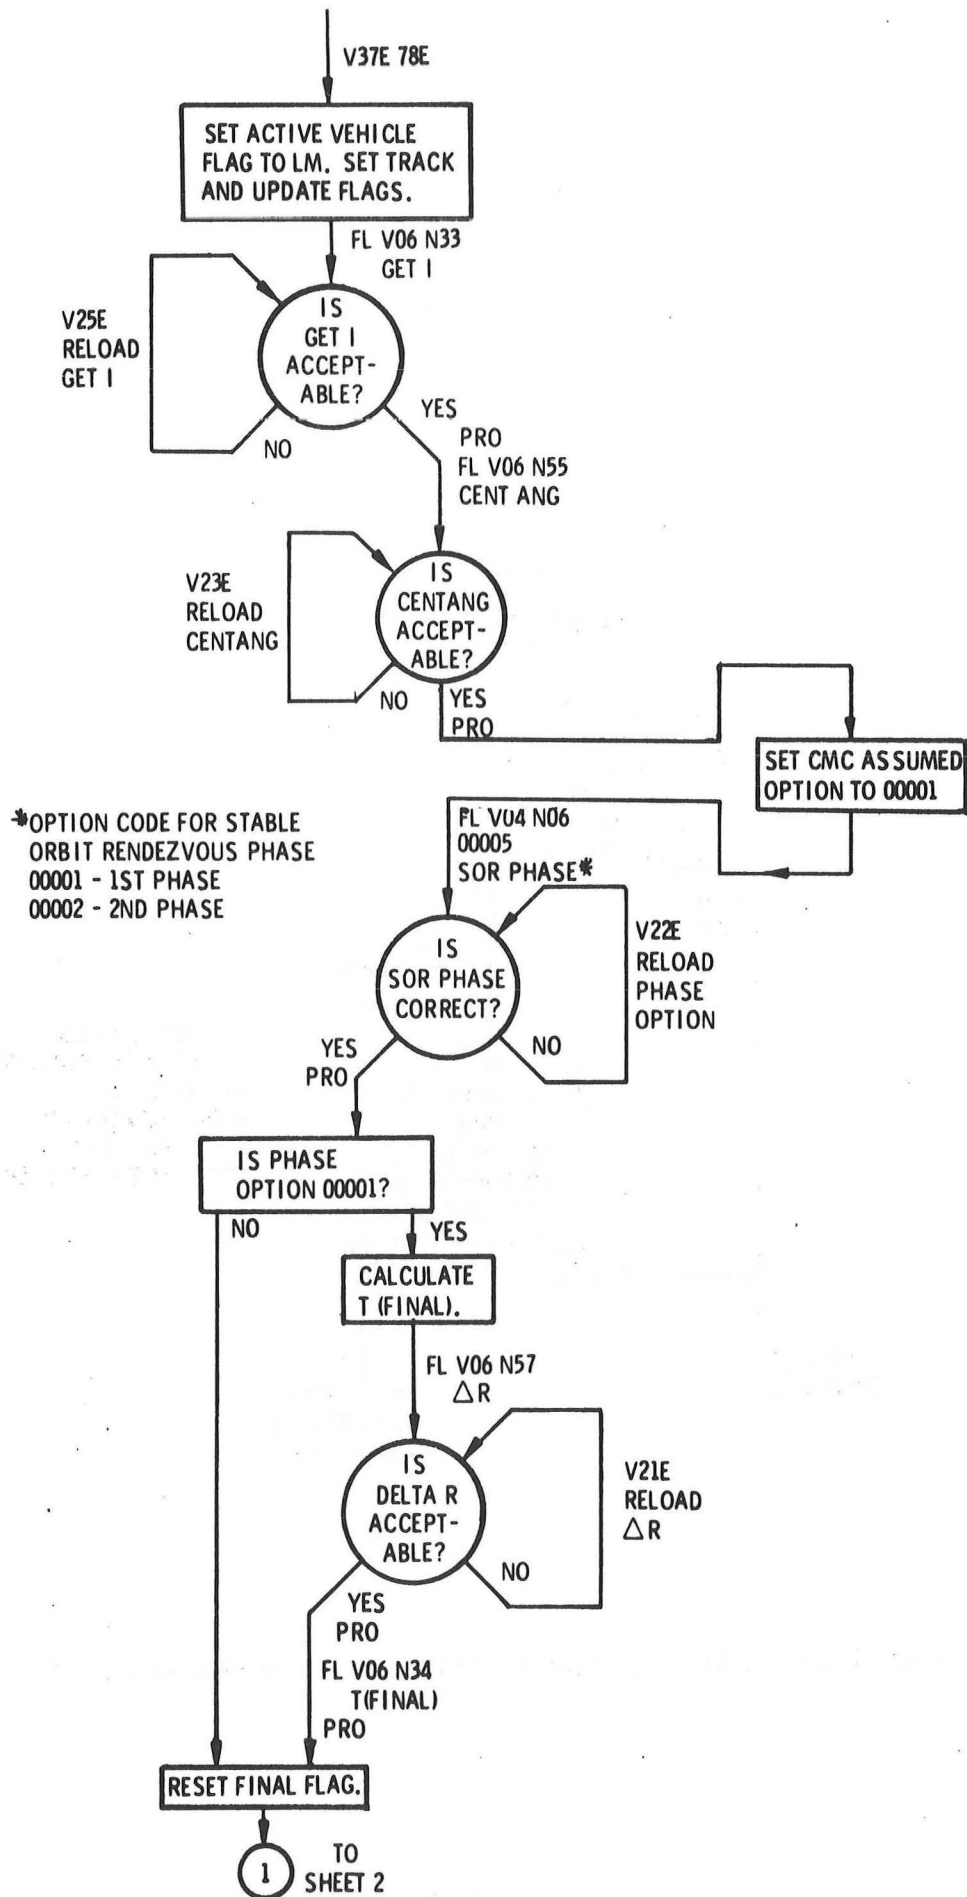 V37E 78E
SET ACTIVE VEHICLE
FLAG TO LM. SET TRACK
AND UPDATE FLAGS.
FL V06 N33
GET I
V25E
RELOAD
GET I
IS
GET I
ACCEPT-
ABLE?
NO
YES
PRO
FL V06 N55
CENT ANG
V23E
RELOAD
CENTANG
IS
CENTANG
ACCEPT-
ABLE?
NO
YES
PRO
SET CMC ASSUMED
OPTION TO 00001
*OPTION CODE FOR STABLE
ORBIT RENDEZVOUS PHASE
00001 - 1ST PHASE
00002 - 2ND PHASE
FL V04 N06
00005
SOR PHASE*
IS
SOR PHASE
CORRECT?
V22E
RELOAD
PHASE
OPTION
NO
YES
PRO
IS PHASE
OPTION 00001?
NO
YES
CALCULATE
T (FINAL).
FL V06 N57
△R
IS
DELTA R
ACCEPT-
ABLE?
V21E
RELOAD
△R
NO
YES
PRO
FL V06 N34
T(FINAL)
PRO
RESET FINAL FLAG.
1
TO
SHEET 2